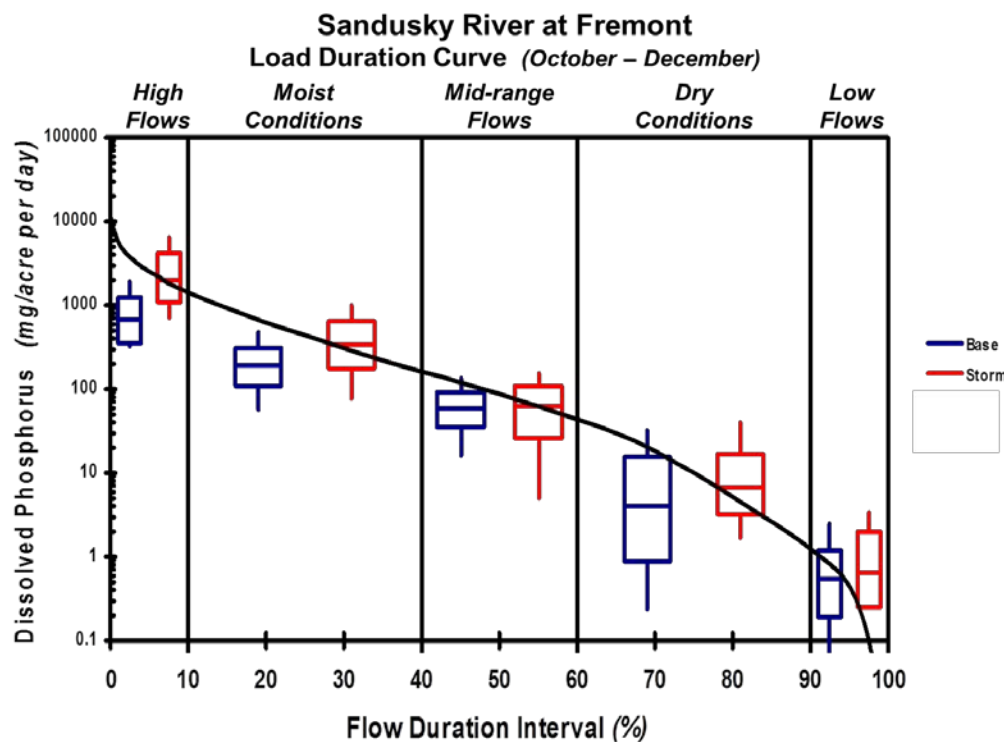 Sandusky River at Fremont
Load Duration Curve (October – December)
High Flows
Moist Conditions
Mid-range Flows
Dry Conditions
Low Flows
Dissolved Phosphorus (mg/acre per day)
100000
10000
1000
100
10
1
0.1
0 10 20 30 40 50 60 70 80 90 100
Flow Duration Interval (%)
Base
Storm